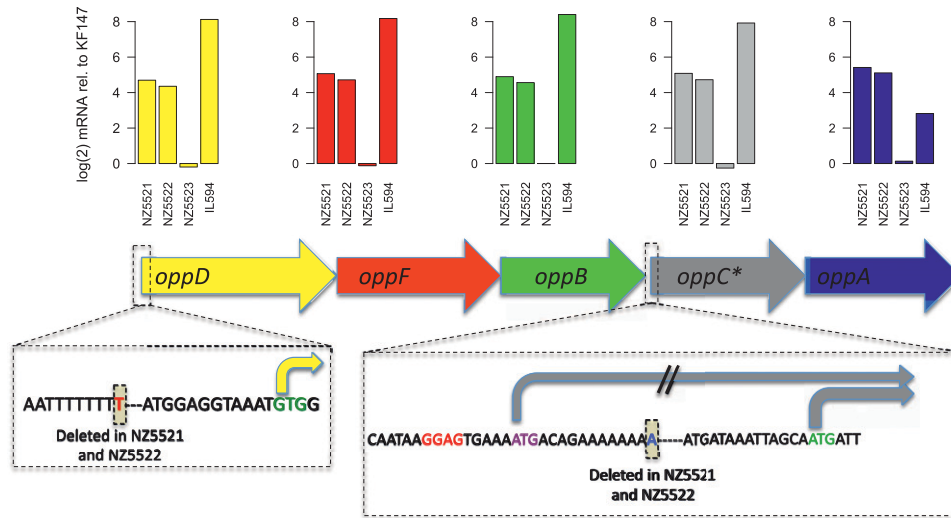 log(2) mRNA rel. to KF147
8 8 8 8 8
6 6 6 6 6
4 4 4 4 4
2 2 2 2 2
0 0 0 0 0
NZ5521 NZ5522 NZ5523 IL594 NZ5521 NZ5522 NZ5523 IL594 NZ5521 NZ5522 NZ5523 IL594 NZ5521 NZ5522 NZ5523 IL594 NZ5521 NZ5522 NZ5523 IL594
oppD oppF oppB oppC* oppA
AATTTTTTTT---ATGGAGGTAAATGTGG
Deleted in NZ5521
and NZ5522
CAATAAGGAGTGAAAATGACAGAAAAAAAA-----ATGATAAATTAGCAATGATT
Deleted in NZ5521
and NZ5522